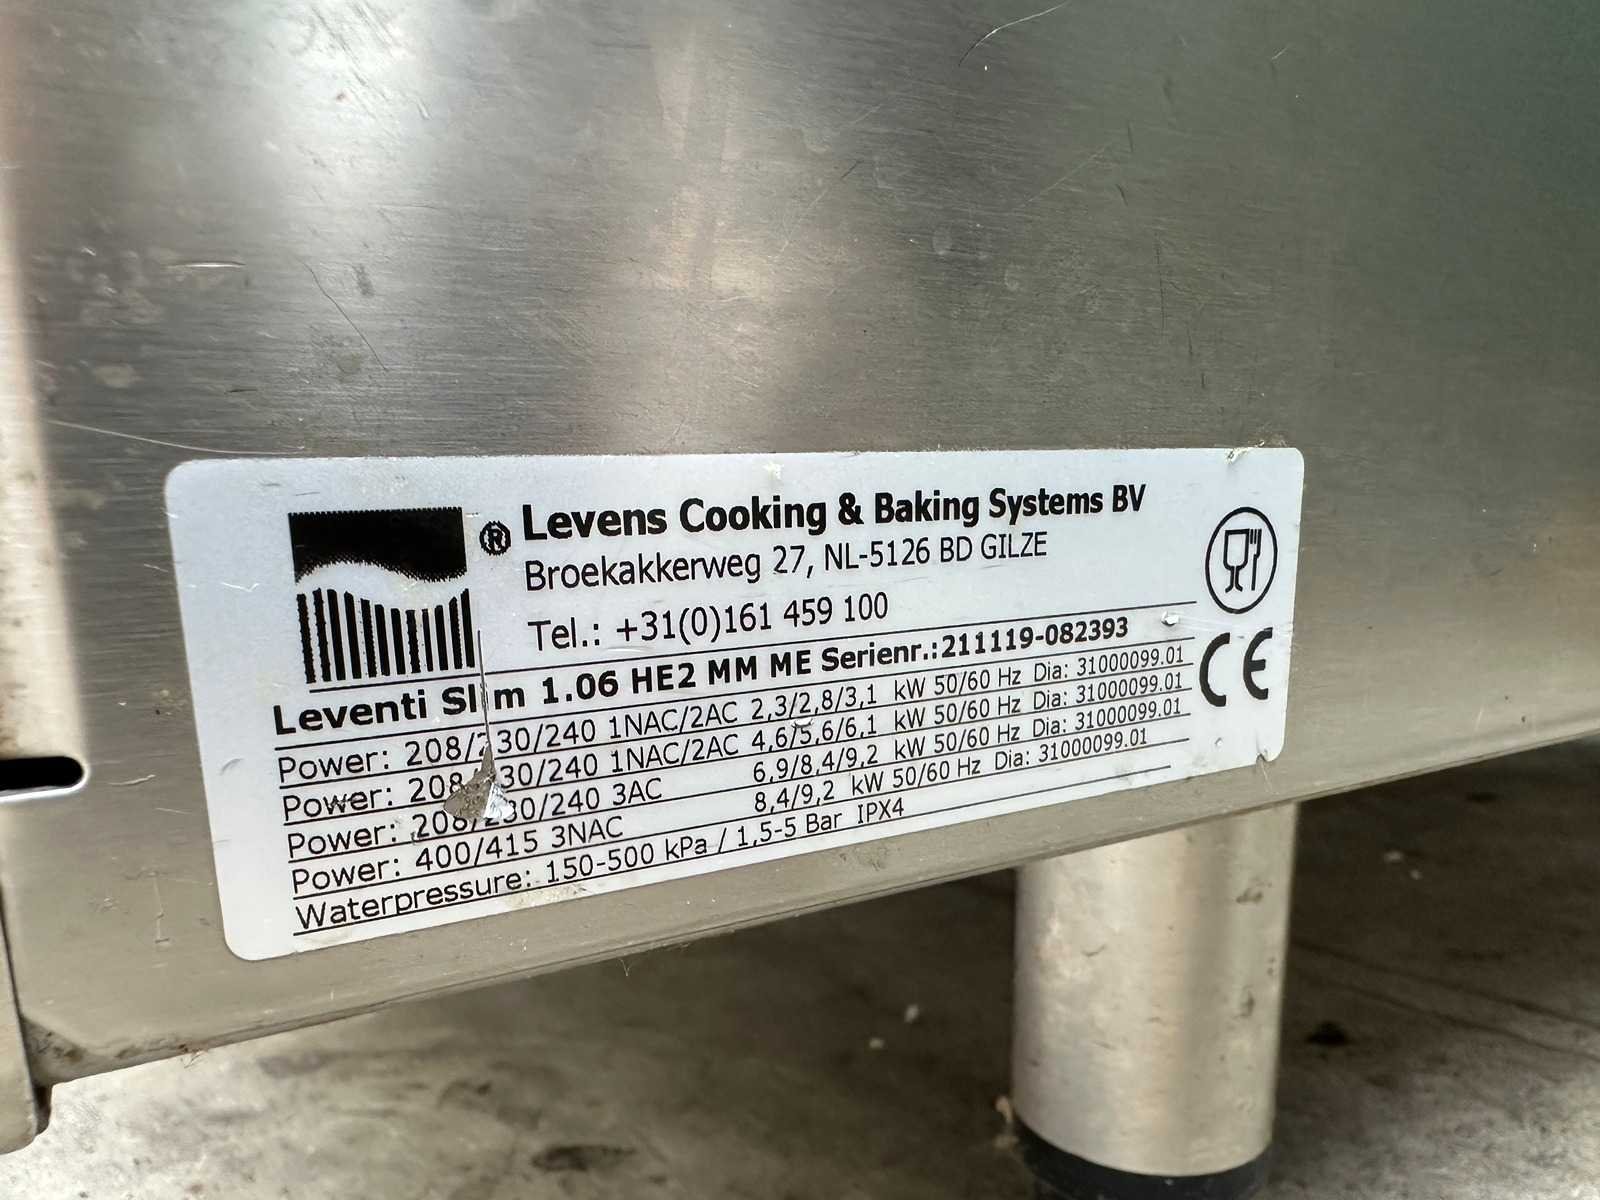 ® Levens Cooking & Baking Systems BV
Broekakkerweg 27, NL-5126 BD GILZE
Tel.: +31(0)161 459 100
Leventi Slim 1.06 HE2 MM ME Serienr.:211119-082393
Power: 208/230/240 1NAC/2AC 2,3/2,8/3,1 kW 50/60 Hz Dia: 31000099.01
Power: 208/230/240 1NAC/2AC 4,6/5,6/6,1 kW 50/60 Hz Dia: 31000099.01
Power: 208/230/240 3AC 6,9/8,4/9,2 kW 50/60 Hz Dia: 31000099.01
Power: 400/415 3NAC 8,4/9,2 kW 50/60 Hz Dia: 31000099.01
Waterpressure: 150-500 kPa / 1,5-5 Bar IPX4
CE